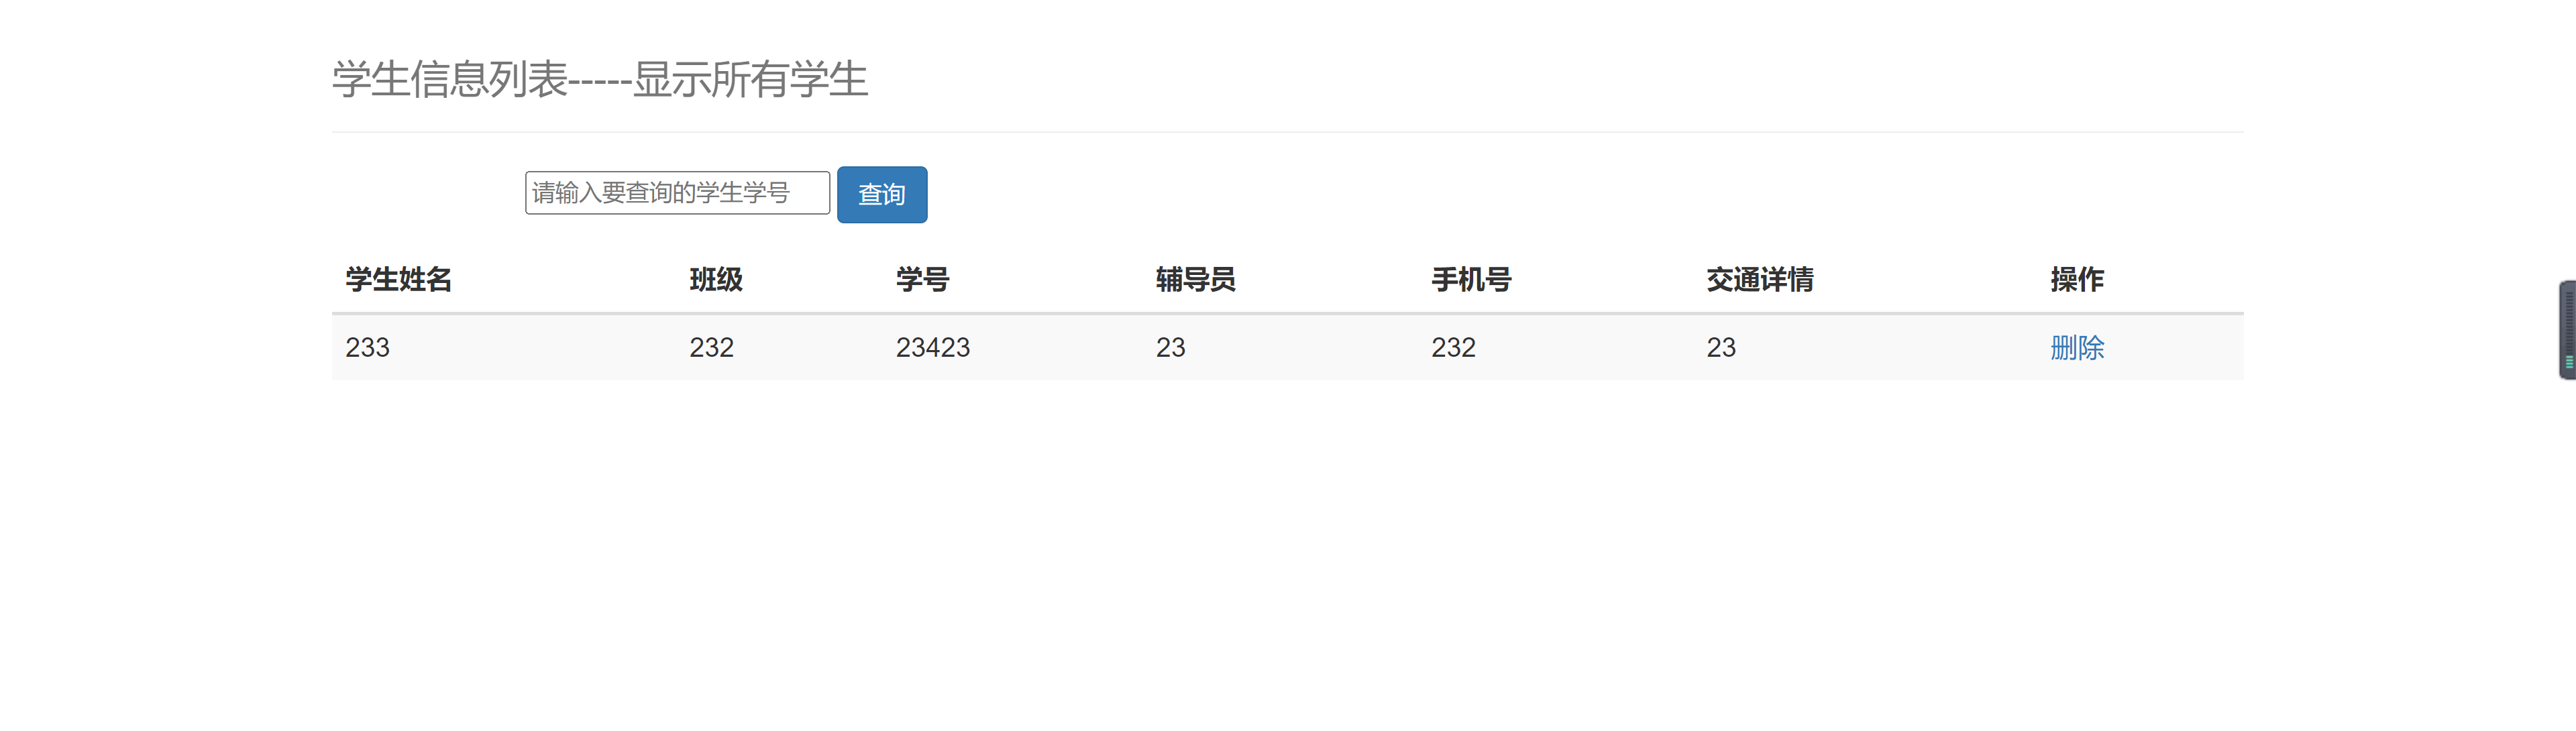 学生信息列表-----显示所有学生
请输入要查询的学生学号 查询
学生姓名 班级 学号 辅导员 手机号 交通详情 操作
233 232 23423 23 232 23 删除